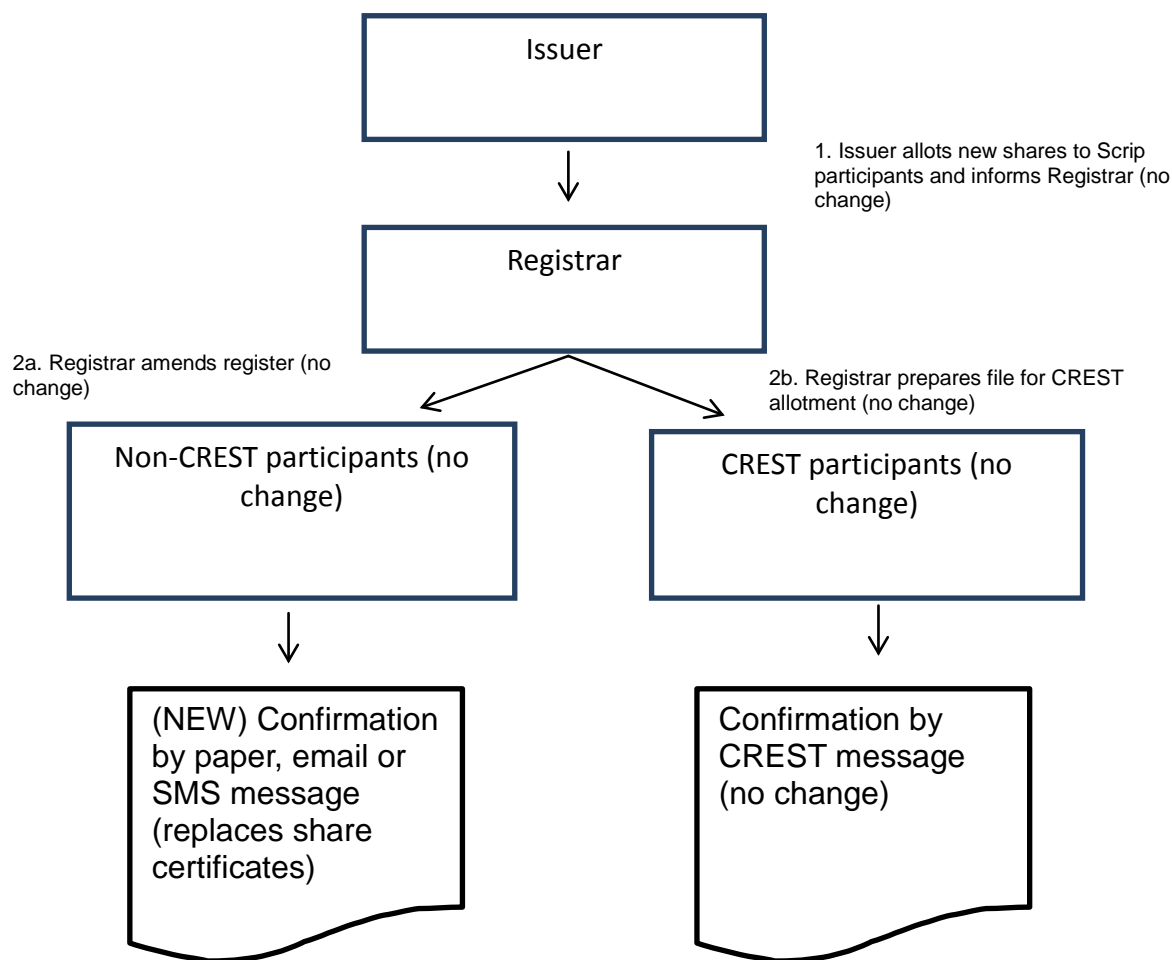 Issuer
1. Issuer allots new shares to Scrip
participants and informs Registrar (no
change)
Registrar
2a. Registrar amends register (no
change)
2b. Registrar prepares file for CREST
allotment (no change)
Non-CREST participants (no
change)
CREST participants (no
change)
(NEW) Confirmation
by paper, email or
SMS message
(replaces share
certificates)
Confirmation by
CREST message
(no change)